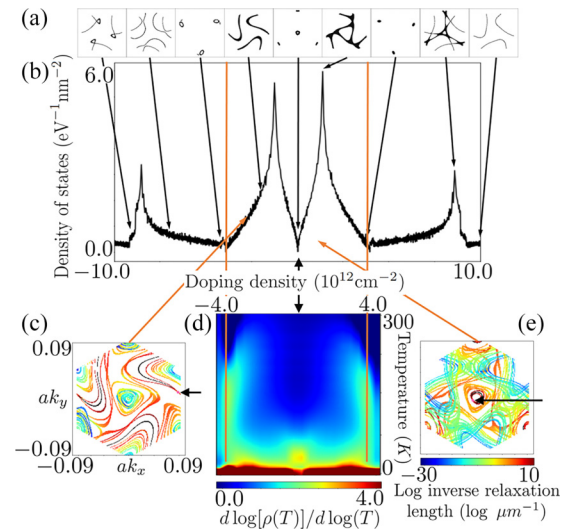 (a)
(b)
6.0
Density of states (eV⁻¹nm⁻²)
0.0
-10.0
Doping density (10¹²cm⁻²)
10.0
-4.0
4.0
(c)
(d)
(e)
0.09
ak_y
-0.09
-0.09
ak_x
0.09
300
Temperature (K)
0
0.0
4.0
d log[ρ(T)]/d log(T)
-30
10
Log inverse relaxation
length (log μm⁻¹)